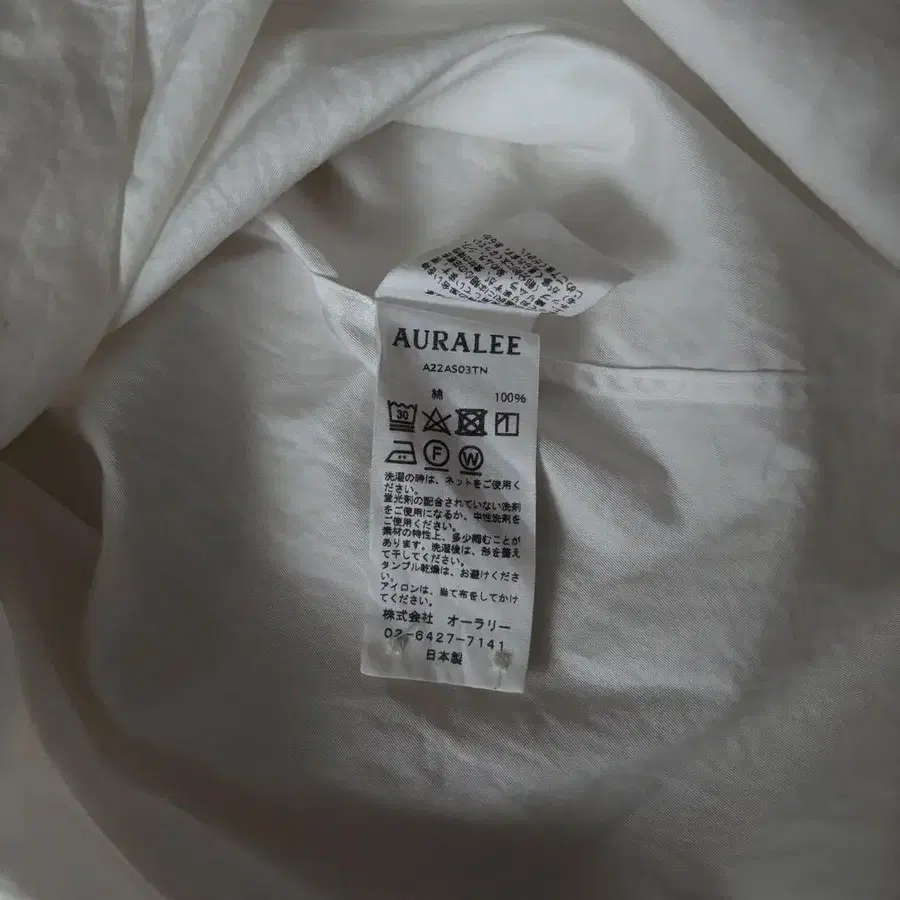 AURALEE
A22AS03TN
綿 100%
30
F W
洗濯の時は、ネットをご使用く
ださい。
蛍光剤の配合されていない洗剤
をご使用になるか、中性洗剤を
ご使用ください。
素材の特性上、多少縮むことが
あります。洗濯後は、形を整え
て干してください。
タンブル乾燥は、お避けくださ
い。
アイロンは、当て布をしてかけ
てください。
株式会社 オーラリー
03-6427-7141
日本製